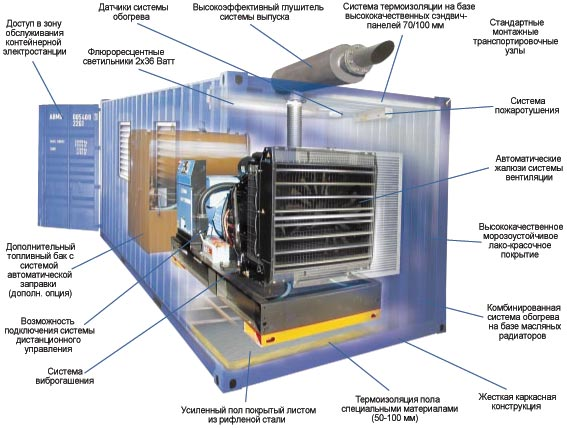 Доступ в зону
обслуживания
контейнерной
электростанции
Датчики системы
обогрева
Флюроресцентные
светильники 2х36 Ватт
Высокоэффективный глушитель
системы выпуска
Система термоизоляции на базе
высококачественных сэндвич-
панелей 70/100 мм
Стандартные
монтажные
транспортировочные
узлы
Система
пожаротушения
Автоматические
жалюзи системы
вентиляции
Высококачественное
морозоустойчивое
лако-красочное
покрытие
Комбинированная
система обогрева
на базе масляных
радиаторов
Жесткая каркасная
конструкция
Термоизоляция пола
специальными материалами
(50-100 мм)
Усиленный пол покрытый листом
из рифленой стали
Система
виброгашения
Возможность
подключения системы
дистанционного
управления
Дополнительный
топливный бак с
системой
автоматической
заправки
(дополн. опция)